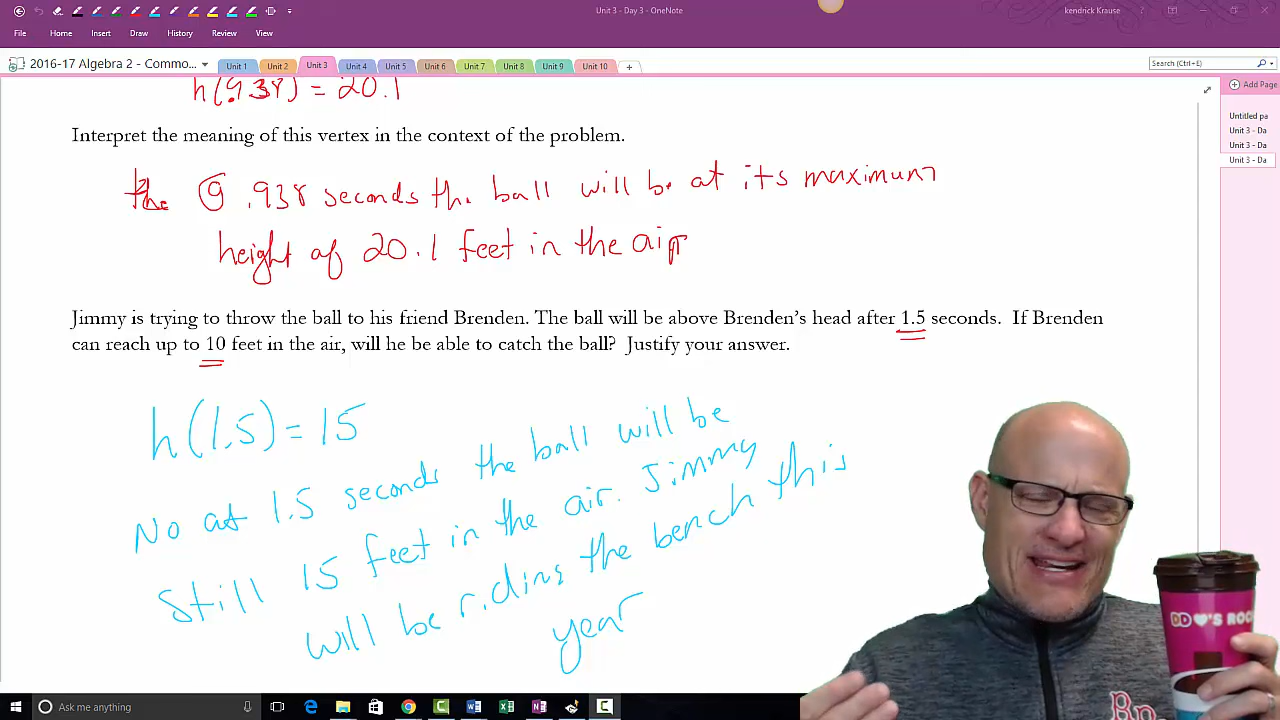 Unit 3 - Day 3 - OneNote
kendrick Krause
File Home Insert Draw History Review View
2016-17 Algebra 2 - Commo...
Unit 1 Unit 2 Unit 3 Unit 4 Unit 5 Unit 6 Unit 7 Unit 8 Unit 9 Unit 10
Search (Ctrl+E)
Add Page
Untitled pa
Unit 3 - Da
Unit 3 - Da
Unit 3 - Da
h(.938) = 20.1
Interpret the meaning of this vertex in the context of the problem.
the @ .938 seconds the ball will be at its maximum
height of 20.1 feet in the air
Jimmy is trying to throw the ball to his friend Brenden. The ball will be above Brenden's head after 1.5 seconds. If Brenden
can reach up to 10 feet in the air, will he be able to catch the ball? Justify your answer.
h(1.5) = 15
No at 1.5 seconds the ball will be
Still 15 feet in the air. Jimmy
will be riding the bench this
year
DD♥'S ROC
Ask me anything